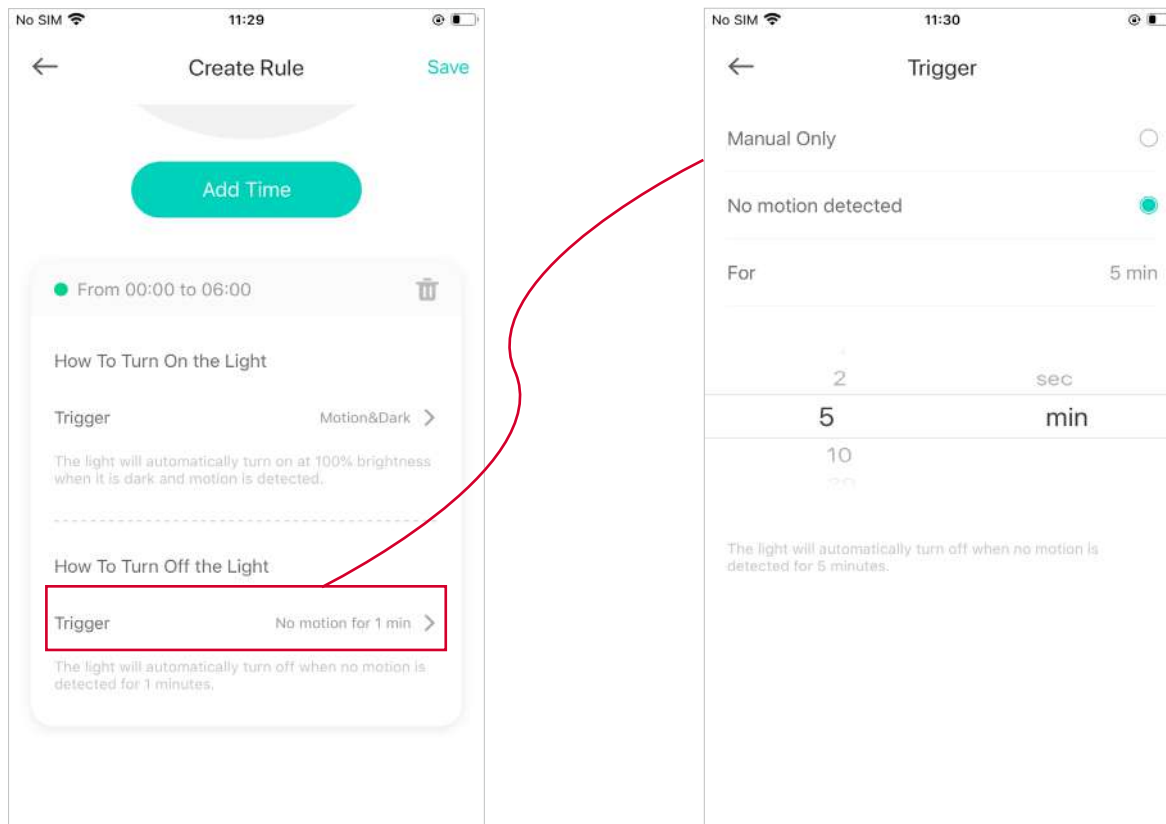 No SIM 11:29
Create Rule Save
Add Time
From 00:00 to 06:00
How To Turn On the Light
Trigger Motion&Dark
The light will automatically turn on at 100% brightness
when it is dark and motion is detected.
How To Turn Off the Light
Trigger No motion for 1 min
The light will automatically turn off when no motion is
detected for 1 minutes.
No SIM 11:30
Trigger
Manual Only
No motion detected
For 5 min
2 sec
5 min
10
The light will automatically turn off when no motion is
detected for 5 minutes.